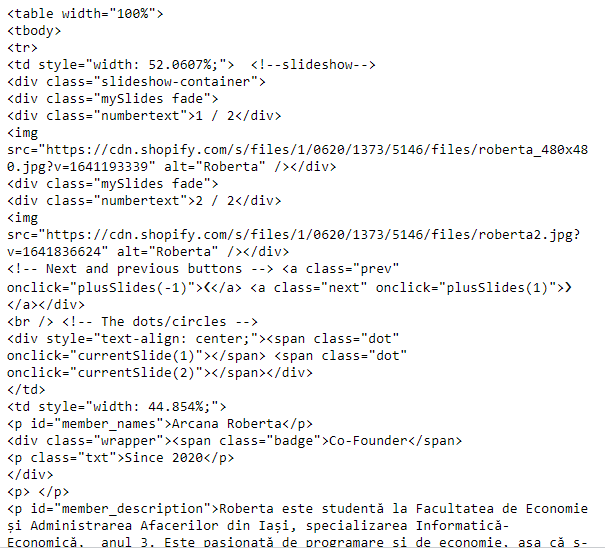 <table width="100%">
<tbody>
<tr>
<td style="width: 52.0607%;">  <!--slideshow-->
<div class="slideshow-container">
<div class="mySlides fade">
<div class="numbertext">1 / 2</div>
<img
src="https://cdn.shopify.com/s/files/1/0620/1373/5146/files/roberta_480x48
0.jpg?v=1641193339" alt="Roberta" /></div>
<div class="mySlides fade">
<div class="numbertext">2 / 2</div>
<img
src="https://cdn.shopify.com/s/files/1/0620/1373/5146/files/roberta2.jpg?
v=1641836624" alt="Roberta" /></div>
<!-- Next and previous buttons --> <a class="prev"
onclick="plusSlides(-1)">❮</a> <a class="next" onclick="plusSlides(1)">❯
</a></div>
<br /> <!-- The dots/circles -->
<div style="text-align: center;"><span class="dot"
onclick="currentSlide(1)"></span> <span class="dot"
onclick="currentSlide(2)"></span></div>
</td>
<td style="width: 44.854%;">
<p id="member_names">Arcana Roberta</p>
<div class="wrapper"><span class="badge">Co-Founder</span>
<p class="txt">Since 2020</p>
</div>
<p> </p>
<p id="member_description">Roberta este studentă la Facultatea de Economie
și Administrarea Afacerilor din Iași, specializarea Informatică-
Economică,  anul 3. Este pasionată de programare și de economie, așa că s-